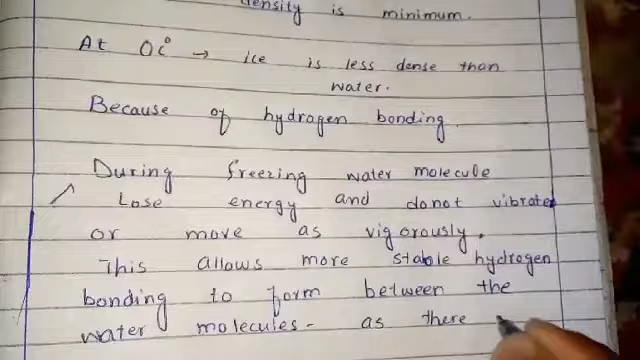 density is minimum.
At 0c° → ice is less dense than
water.
Because of hydrogen bonding.
During freezing water molecule
Lose energy and donot vibrate
or move as vigorously.
This allows more stable hydrogen
bonding to form between the
water molecules - as there